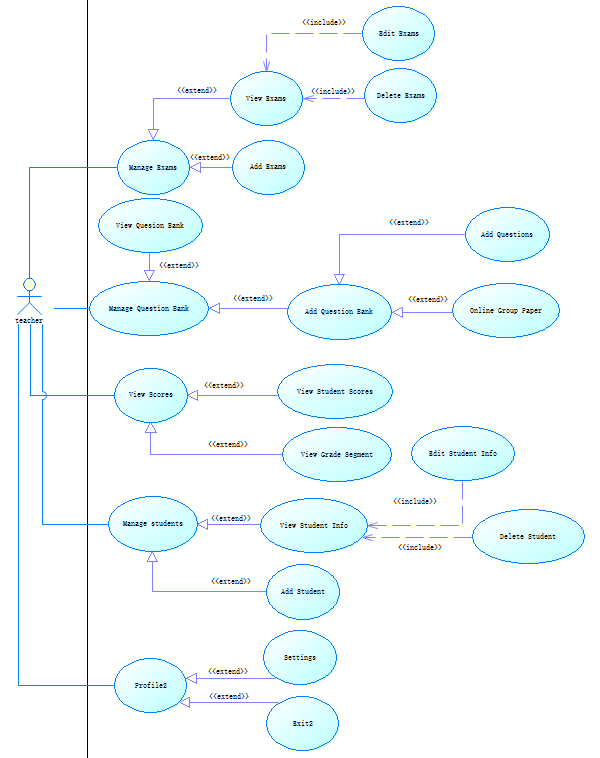 <<include>>
Edit Exams
<<extend>>
<<include>>
View Exams
Delete Exams
<<extend>>
Manage Exams
Add Exams
View Quesion Bank
<<extend>>
Add Questions
<<extend>>
<<extend>>
<<extend>>
Manage Question Bank
Add Question Bank
Online Group Paper
teacher
<<extend>>
View Scores
View Student Scores
<<extend>>
View Grade Segment
Edit Student Info
<<include>>
Manage students
<<extend>>
View Student Info
Delete Student
<<include>>
<<extend>>
Add Student
Settings
<<extend>>
Profile2
<<extend>>
Exit2